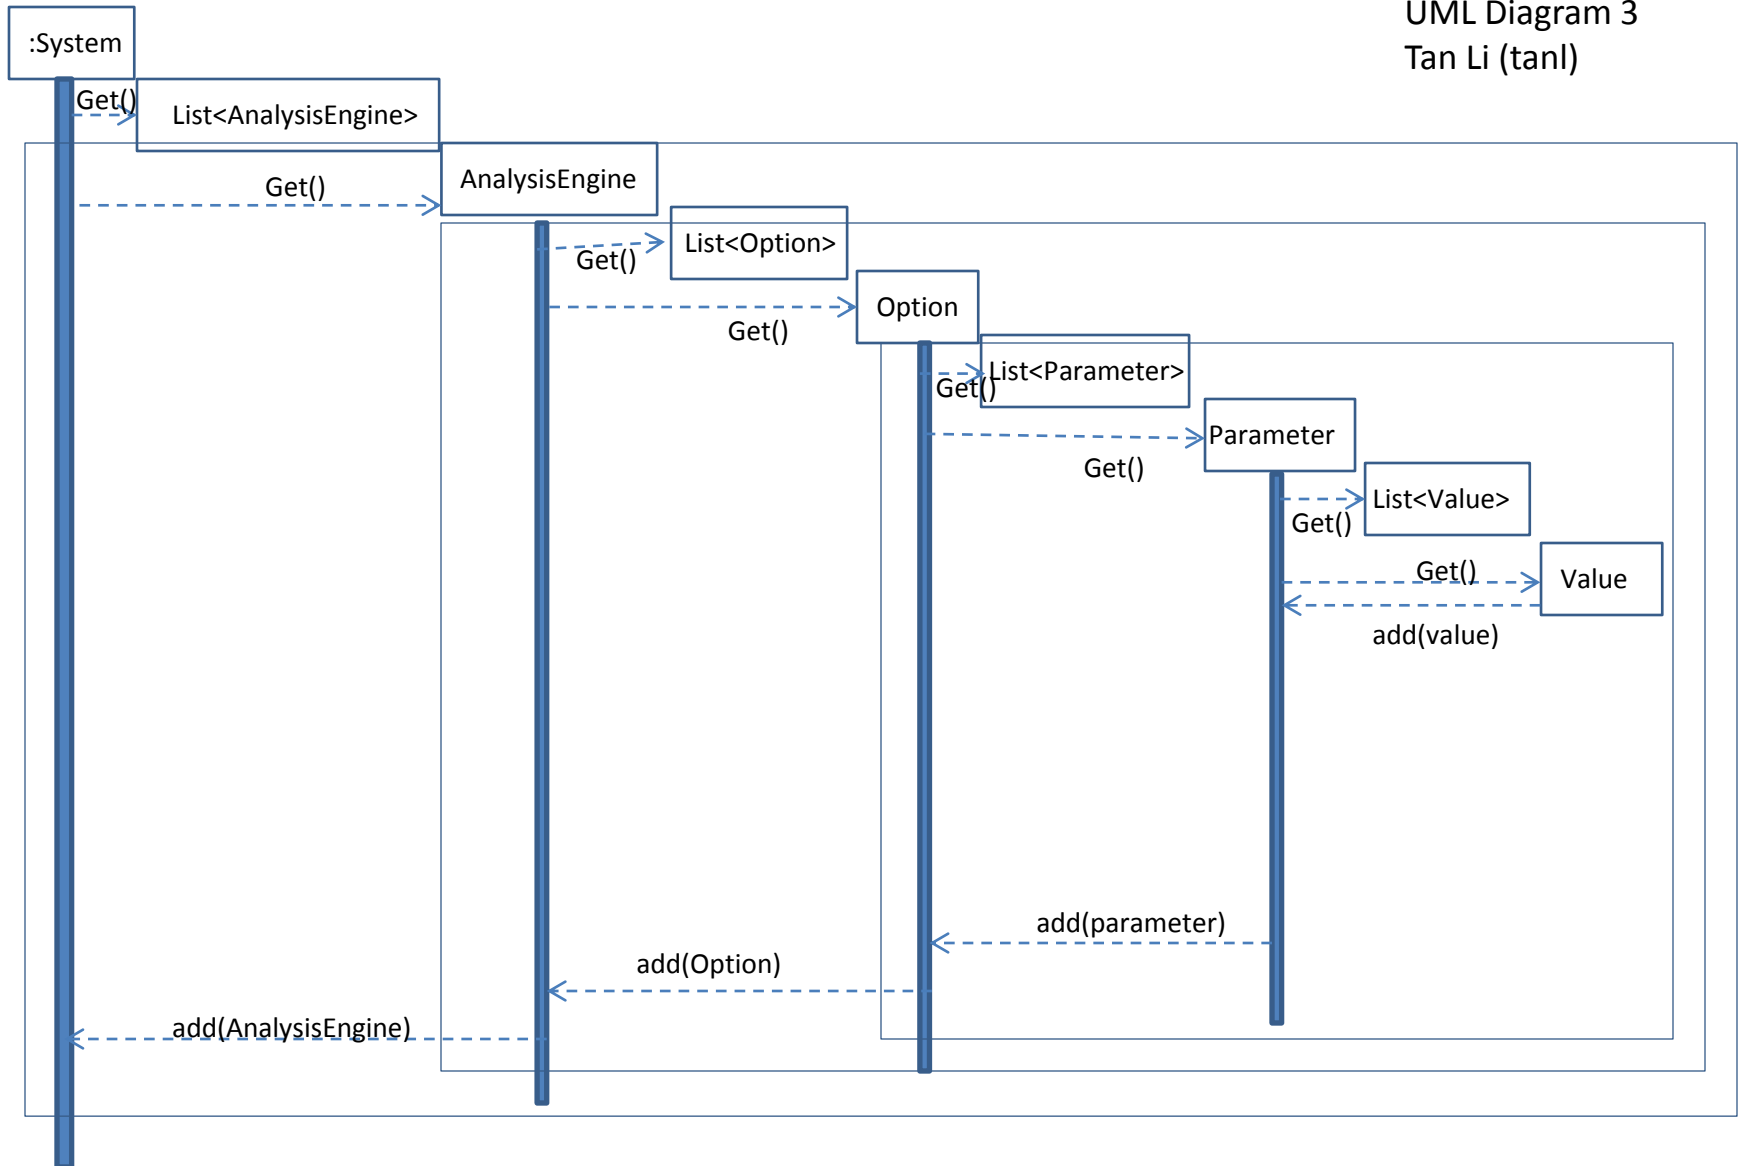 UML Diagram 3
Tan Li (tanl)
:System
Get()
List<AnalysisEngine>
AnalysisEngine
Get()
List<Option>
Get()
Option
Get()
List<Parameter>
Get()
Parameter
Get()
List<Value>
Get()
Get()
Value
add(value)
add(parameter)
add(Option)
add(AnalysisEngine)